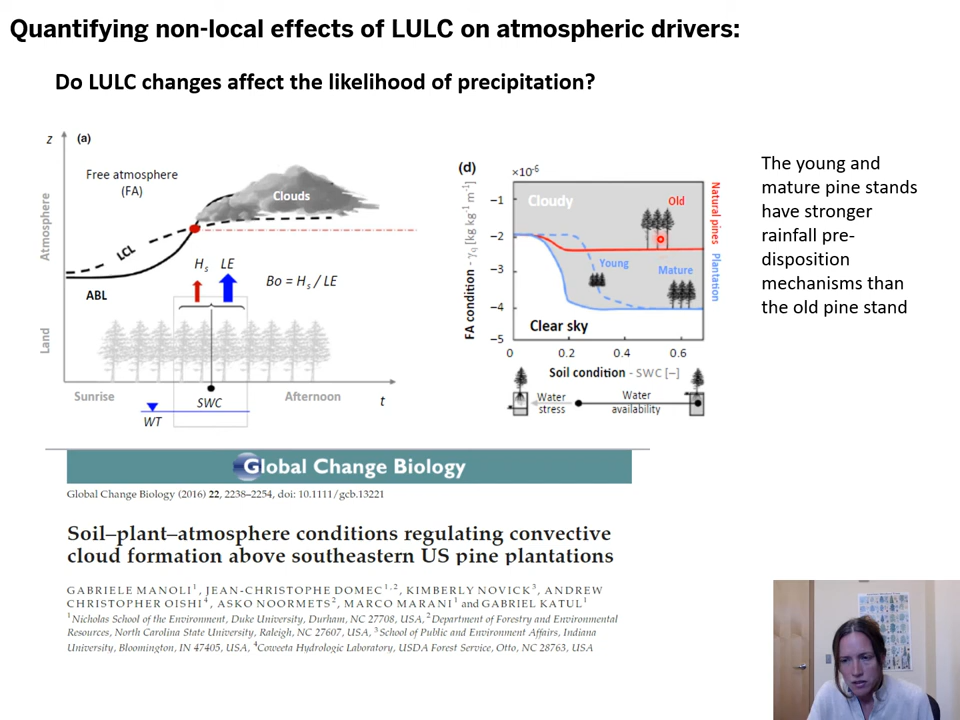 Quantifying non-local effects of LULC on atmospheric drivers:
Do LULC changes affect the likelihood of precipitation?
z
(a)
Free atmosphere
(FA)
Clouds
Atmosphere
LCL
ABL
Hs LE
Bo = Hs / LE
Land
Sunrise
SWC
Afternoon
t
WT
(d)
×10-6
FA condition - γq [kg kg-1 m-1]
−1
−2
−3
−4
−5
Cloudy
Old
Young
Mature
Clear sky
Natural pines
Plantation
0
0.2
0.4
0.6
Soil condition - SWC [–]
Water
stress
Water
availability
The young and
mature pine stands
have stronger
rainfall pre-
disposition
mechanisms than
the old pine stand
Global Change Biology
Global Change Biology (2016) 22, 2238–2254, doi: 10.1111/gcb.13221
Soil–plant–atmosphere conditions regulating convective
cloud formation above southeastern US pine plantations
GABRIELE MANOLI1, JEAN-CHRISTOPHE DOMEC1,2, KIMBERLY NOVICK3, ANDREW
CHRISTOPHER OISHI4, ASKO NOORMETS2, MARCO MARANI1 and GABRIEL KATUL1
1Nicholas School of the Environment, Duke University, Durham, NC 27708, USA, 2Department of Forestry and Environmental
Resources, North Carolina State University, Raleigh, NC 27607, USA, 3School of Public and Environment Affairs, Indiana
University, Bloomington, IN 47405, USA, 4Coweeta Hydrologic Laboratory, USDA Forest Service, Otto, NC 28763, USA